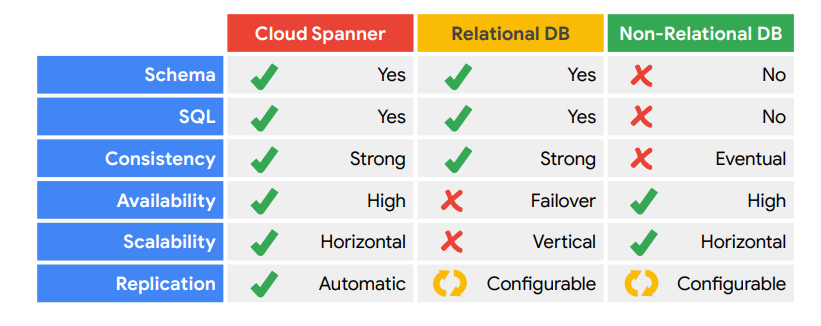 Cloud Spanner Relational DB Non-Relational DB
Schema Yes Yes No
SQL Yes Yes No
Consistency Strong Strong Eventual
Availability High Failover High
Scalability Horizontal Vertical Horizontal
Replication Automatic Configurable Configurable